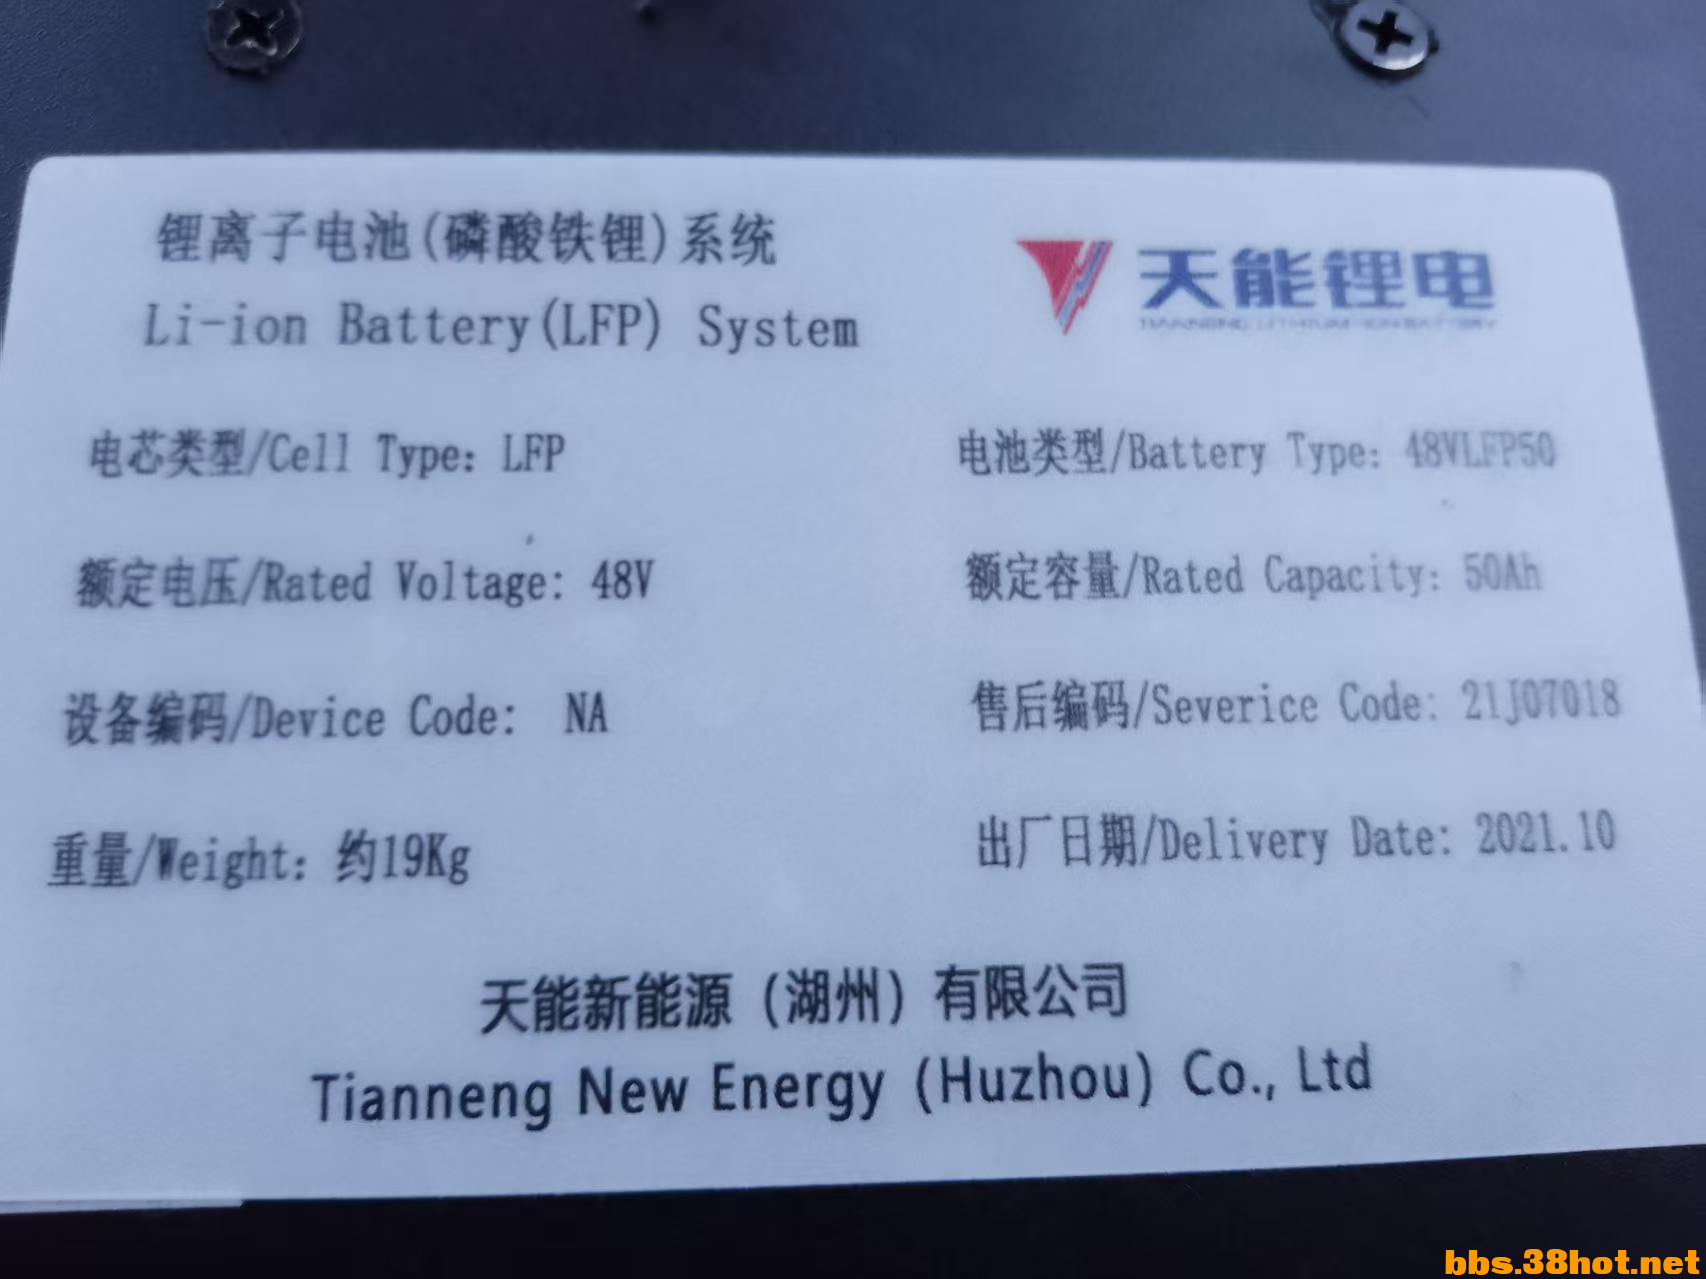 锂离子电池(磷酸铁锂)系统
Li-ion Battery(LFP) System
天能锂电
TIANNENG LITHIUM-ION BATTERY
电芯类型/Cell Type: LFP
电池类型/Battery Type: 48VLFP50
额定电压/Rated Voltage: 48V
额定容量/Rated Capacity: 50Ah
设备编码/Device Code: NA
售后编码/Severice Code: 21J07018
重量/Weight: 约19Kg
出厂日期/Delivery Date: 2021.10
天能新能源（湖州）有限公司
Tianneng New Energy (Huzhou) Co., Ltd
bbs.38hot.net